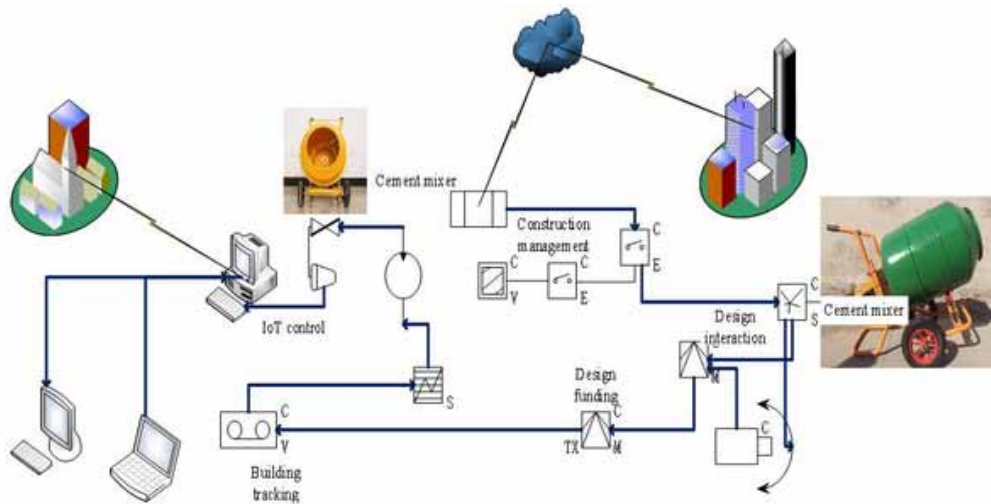 Cement mixer
Construction
management
C
E
C
V
C
E
IoT control
C
S
Cement mixer
Design
interaction
M
Design
funding
C
TX
M
S
C
V
C
Building
tracking